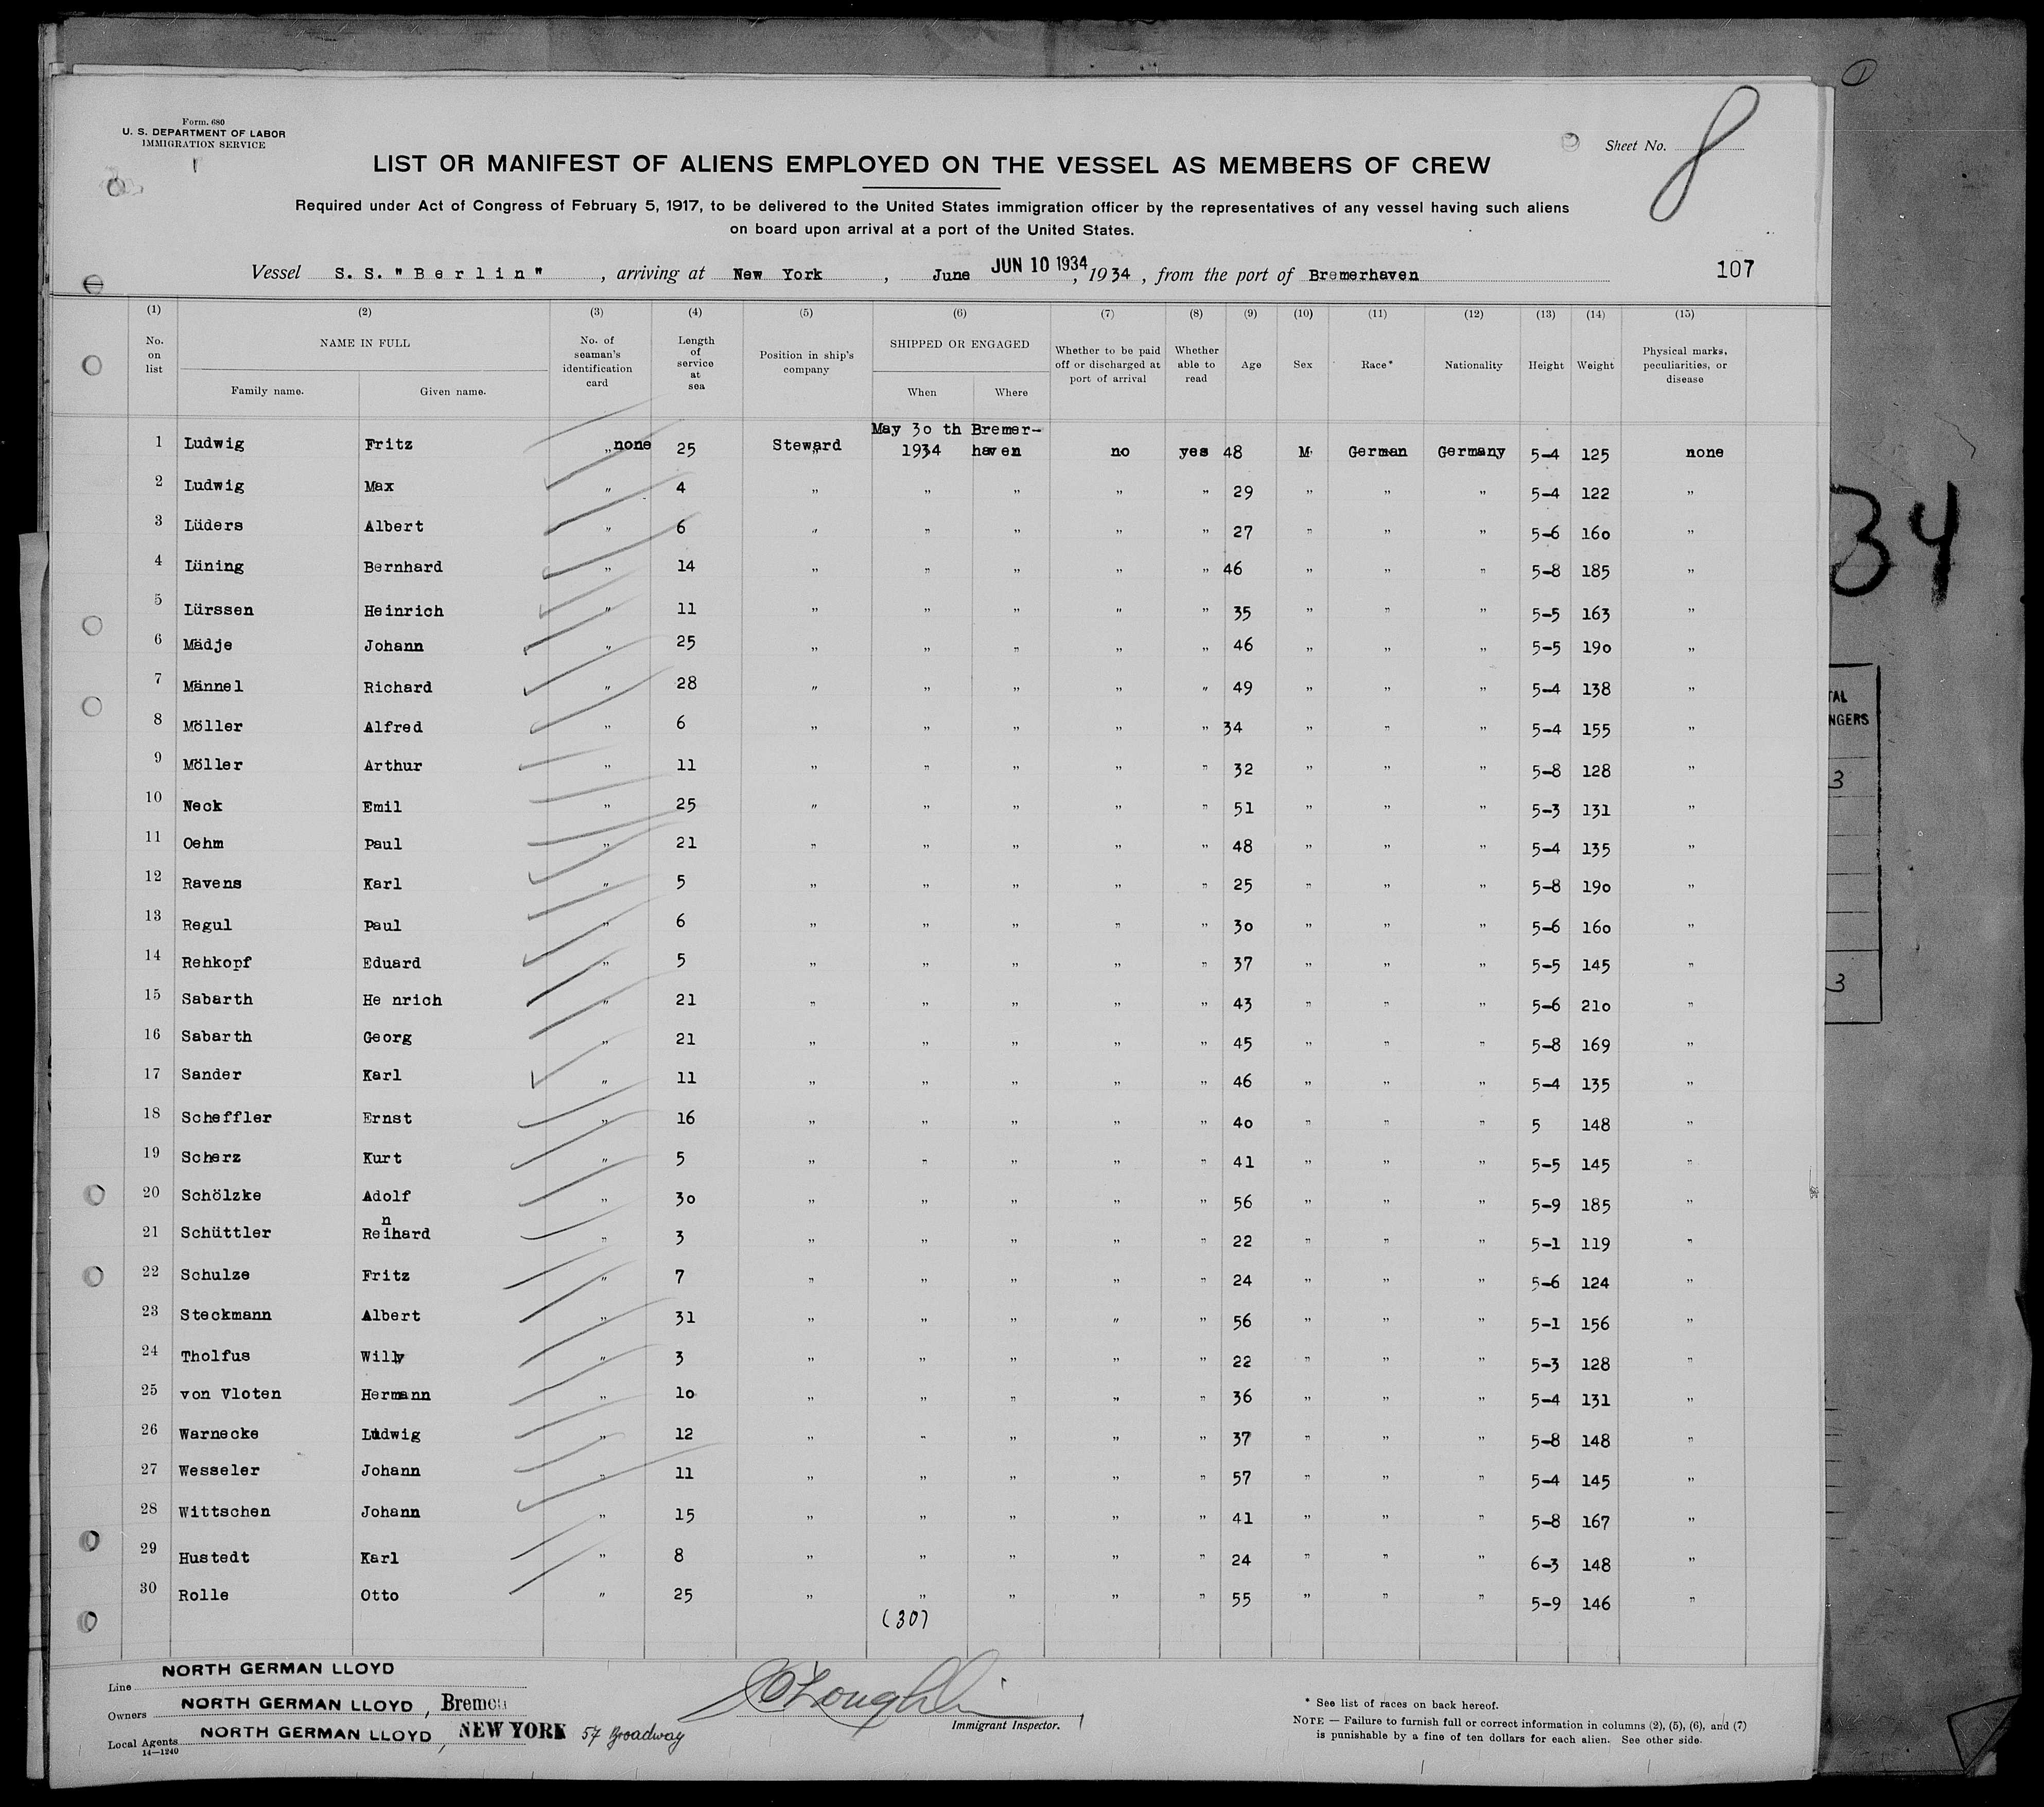 Form. 680
U. S. DEPARTMENT OF LABOR
IMMIGRATION SERVICE
Sheet No. 8
LIST OR MANIFEST OF ALIENS EMPLOYED ON THE VESSEL AS MEMBERS OF CREW
Required under Act of Congress of February 5, 1917, to be delivered to the United States immigration officer by the representatives of any vessel having such aliens
on board upon arrival at a port of the United States.
Vessel S. S. "Berlin", arriving at New York, June JUN 10 1934, 1934, from the port of Bremerhaven 107
(1) (2) (3) (4) (5) (6) (7) (8) (9) (10) (11) (12) (13) (14) (15)
No. on list NAME IN FULL Family name. Given name. No. of seaman's identification card Length of service at sea Position in ship's company SHIPPED OR ENGAGED When Where Whether to be paid off or discharged at port of arrival Whether able to read Age Sex Race* Nationality Height Weight Physical marks, peculiarities, or disease
1 Ludwig Fritz „none 25 Steward May 30 th 1934 Bremer-haven no yes 48 M German Germany 5-4 125 none
2 Ludwig Max „ 4 „ „ „ „ „ 29 „ „ „ 5-4 122 „
3 Lüders Albert „ 6 „ „ „ „ „ 27 „ „ „ 5-6 160 „
4 Lüning Bernhard „ 14 „ „ „ „ „ 46 „ „ „ 5-8 185 „
5 Lürssen Heinrich „ 11 „ „ „ „ „ 35 „ „ „ 5-5 163 „
6 Mädje Johann „ 25 „ „ „ „ „ 46 „ „ „ 5-5 190 „
7 Männel Richard „ 28 „ „ „ „ „ 49 „ „ „ 5-4 138 „
8 Möller Alfred „ 6 „ „ „ „ „ 34 „ „ „ 5-4 155 „
9 Möller Arthur „ 11 „ „ „ „ „ 32 „ „ „ 5-8 128 „
10 Neck Emil „ 25 „ „ „ „ „ 51 „ „ „ 5-3 131 „
11 Oehm Paul „ 21 „ „ „ „ „ 48 „ „ „ 5-4 135 „
12 Ravens Karl „ 5 „ „ „ „ „ 25 „ „ „ 5-8 190 „
13 Regul Paul „ 6 „ „ „ „ „ 30 „ „ „ 5-6 160 „
14 Rehkopf Eduard „ 5 „ „ „ „ „ 37 „ „ „ 5-5 145 „
15 Sabarth He nrich „ 21 „ „ „ „ „ 43 „ „ „ 5-6 210 „
16 Sabarth Georg „ 21 „ „ „ „ „ 45 „ „ „ 5-8 169 „
17 Sander Karl „ 11 „ „ „ „ „ 46 „ „ „ 5-4 135 „
18 Scheffler Ernst „ 16 „ „ „ „ „ 40 „ „ „ 5 148 „
19 Scherz Kurt „ 5 „ „ „ „ „ 41 „ „ „ 5-5 145 „
20 Schölzke Adolf „ 30 „ „ „ „ „ 56 „ „ „ 5-9 185 „
21 Schüttler Reinhard „ 3 „ „ „ „ „ 22 „ „ „ 5-1 119 „
22 Schulze Fritz „ 7 „ „ „ „ „ 24 „ „ „ 5-6 124 „
23 Steckmann Albert „ 31 „ „ „ „ „ 56 „ „ „ 5-1 156 „
24 Tholfus Willy „ 3 „ „ „ „ „ 22 „ „ „ 5-3 128 „
25 von Vloten Hermann „ 10 „ „ „ „ „ 36 „ „ „ 5-4 131 „
26 Warnecke Ludwig „ 12 „ „ „ „ „ 37 „ „ „ 5-8 148 „
27 Wesseler Johann „ 11 „ „ „ „ „ 57 „ „ „ 5-4 145 „
28 Wittschen Johann „ 15 „ „ „ „ „ 41 „ „ „ 5-8 167 „
29 Hustedt Karl „ 8 „ „ „ „ „ 24 „ „ „ 6-3 148 „
30 Rolle Otto „ 25 „ „ „ „ „ 55 „ „ „ 5-9 146 „
(30)
Line NORTH GERMAN LLOYD
Owners NORTH GERMAN LLOYD, Bremen
Local Agents NORTH GERMAN LLOYD, NEW YORK 57 Broadway
14—1240
O'Loughlin
Immigrant Inspector.
* See list of races on back hereof.
NOTE — Failure to furnish full or correct information in columns (2), (5), (6), and (7)
is punishable by a fine of ten dollars for each alien. See other side.
1
34
3
3